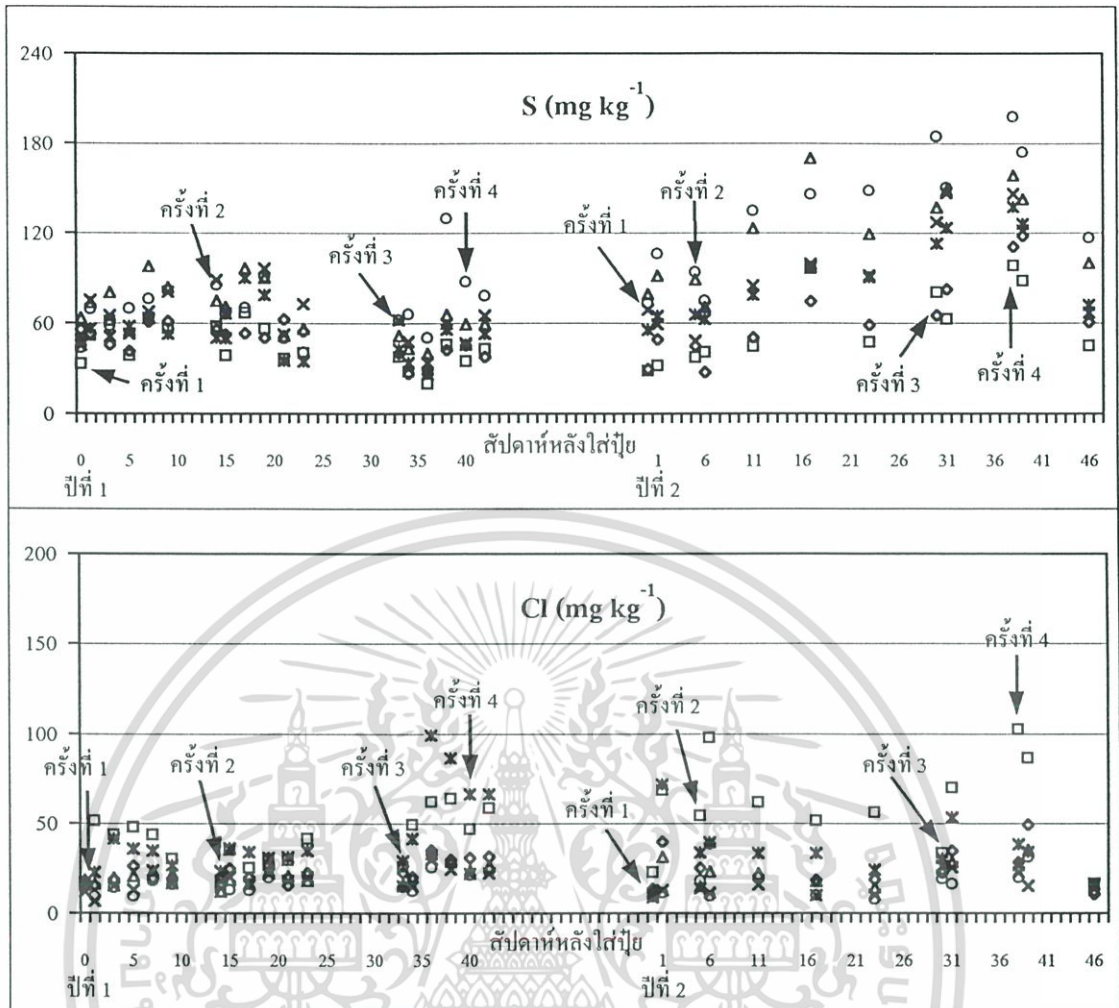 240
180
120
60
0
S (mg kg-1)
ครั้งที่ 1
ครั้งที่ 2
ครั้งที่ 3
ครั้งที่ 4
ครั้งที่ 1
ครั้งที่ 2
ครั้งที่ 3
ครั้งที่ 4
สัปดาห์หลังใส่ปุ๋ย
0 5 10 15 20 25 30 35 40 1 6 11 16 21 26 31 36 41 46
ปีที่ 1 ปีที่ 2
200
150
100
50
0
Cl (mg kg-1)
ครั้งที่ 1
ครั้งที่ 2
ครั้งที่ 3
ครั้งที่ 4
ครั้งที่ 1
ครั้งที่ 2
ครั้งที่ 3
ครั้งที่ 4
สัปดาห์หลังใส่ปุ๋ย
0 5 10 15 20 25 30 35 40 1 6 11 16 21 26 31 36 41 46
ปีที่ 1 ปีที่ 2